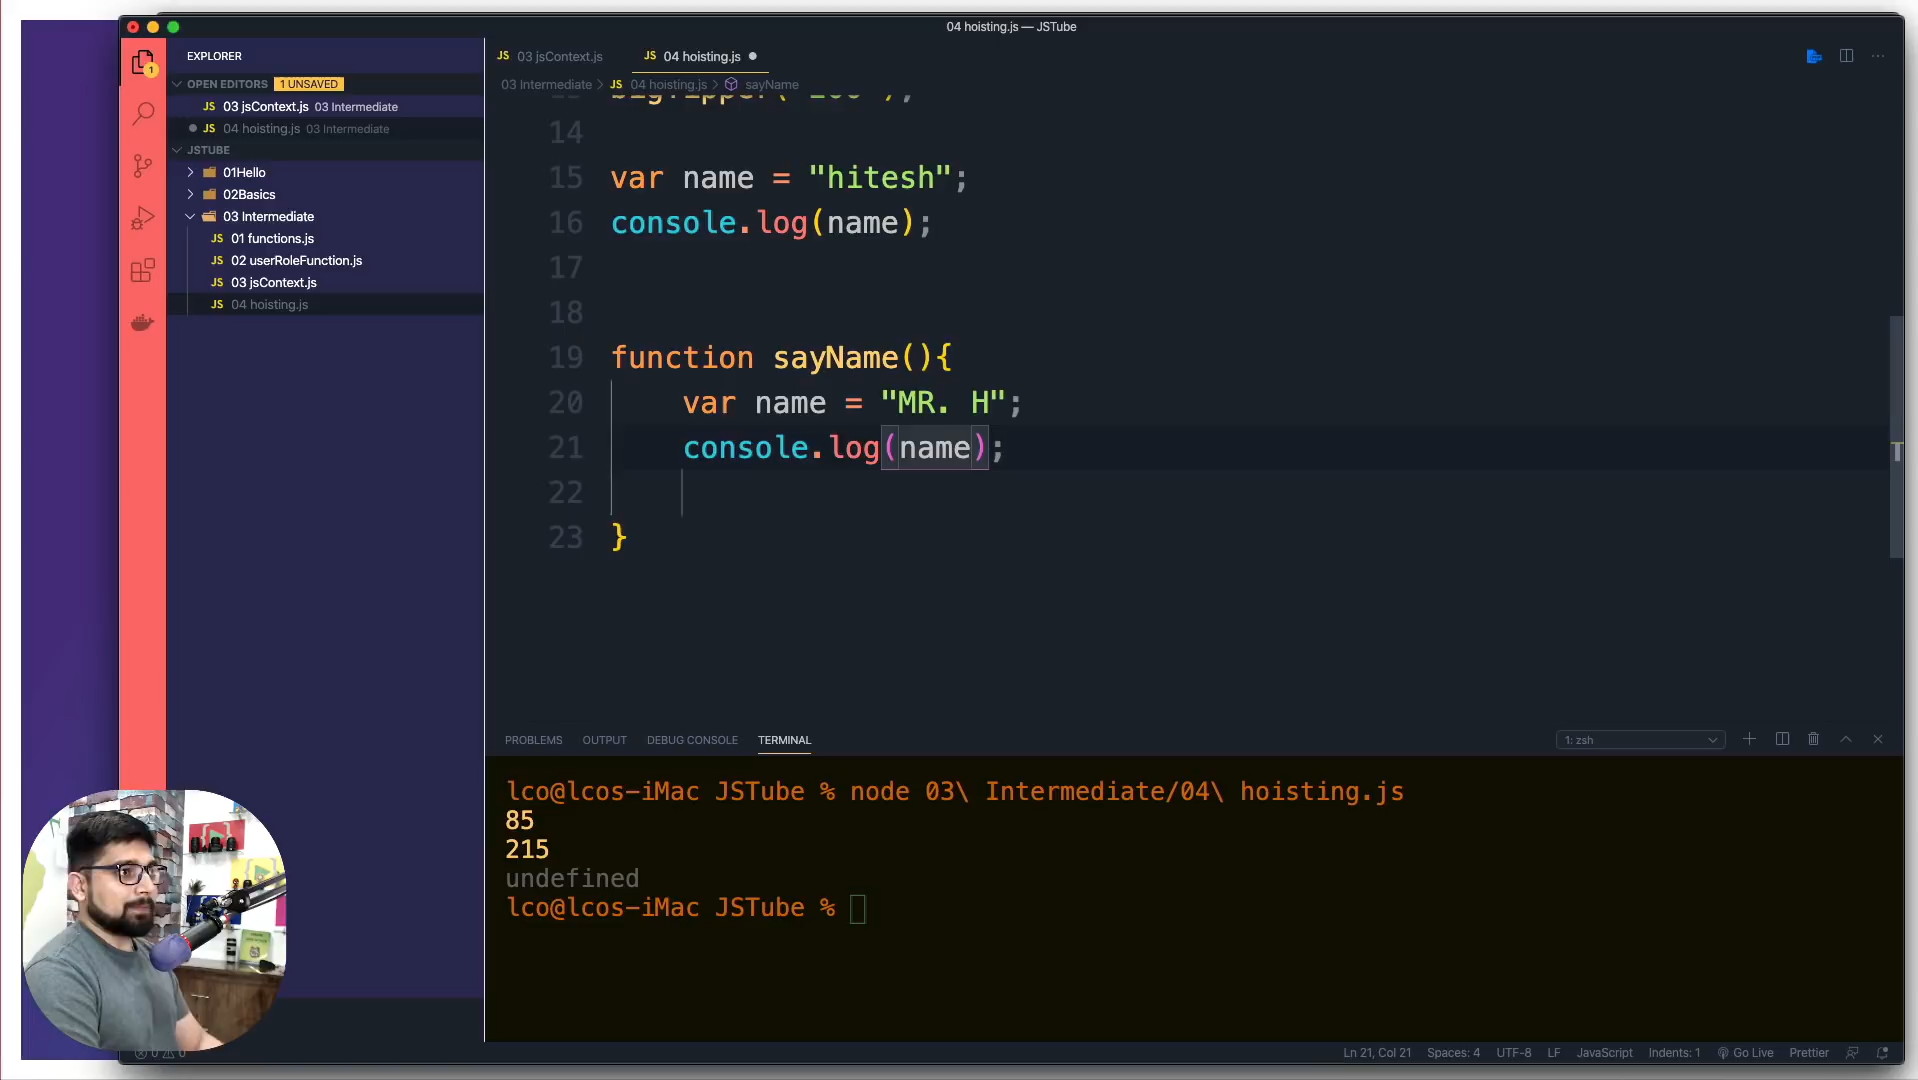 04 hoisting.js — JSTube
EXPLORER
OPEN EDITORS 1 UNSAVED
JS 03 jsContext.js 03 Intermediate
JS 04 hoisting.js 03 Intermediate
JSTUBE
01Hello
02Basics
03 Intermediate
JS 01 functions.js
JS 02 userRoleFunction.js
JS 03 jsContext.js
JS 04 hoisting.js
1
JS 03 jsContext.js
JS 04 hoisting.js
03 Intermediate > JS 04 hoisting.js > sayName
14
15 var name = "hitesh";
16 console.log(name);
17
18
19 function sayName(){
20 var name = "MR. H";
21 console.log(name);
22
23 }
PROBLEMS OUTPUT DEBUG CONSOLE TERMINAL 1: zsh
lco@lcos-iMac JSTube % node 03\ Intermediate/04\ hoisting.js
85
215
undefined
lco@lcos-iMac JSTube %
0 0 Ln 21, Col 21 Spaces: 4 UTF-8 LF JavaScript Indents: 1 Go Live Prettier